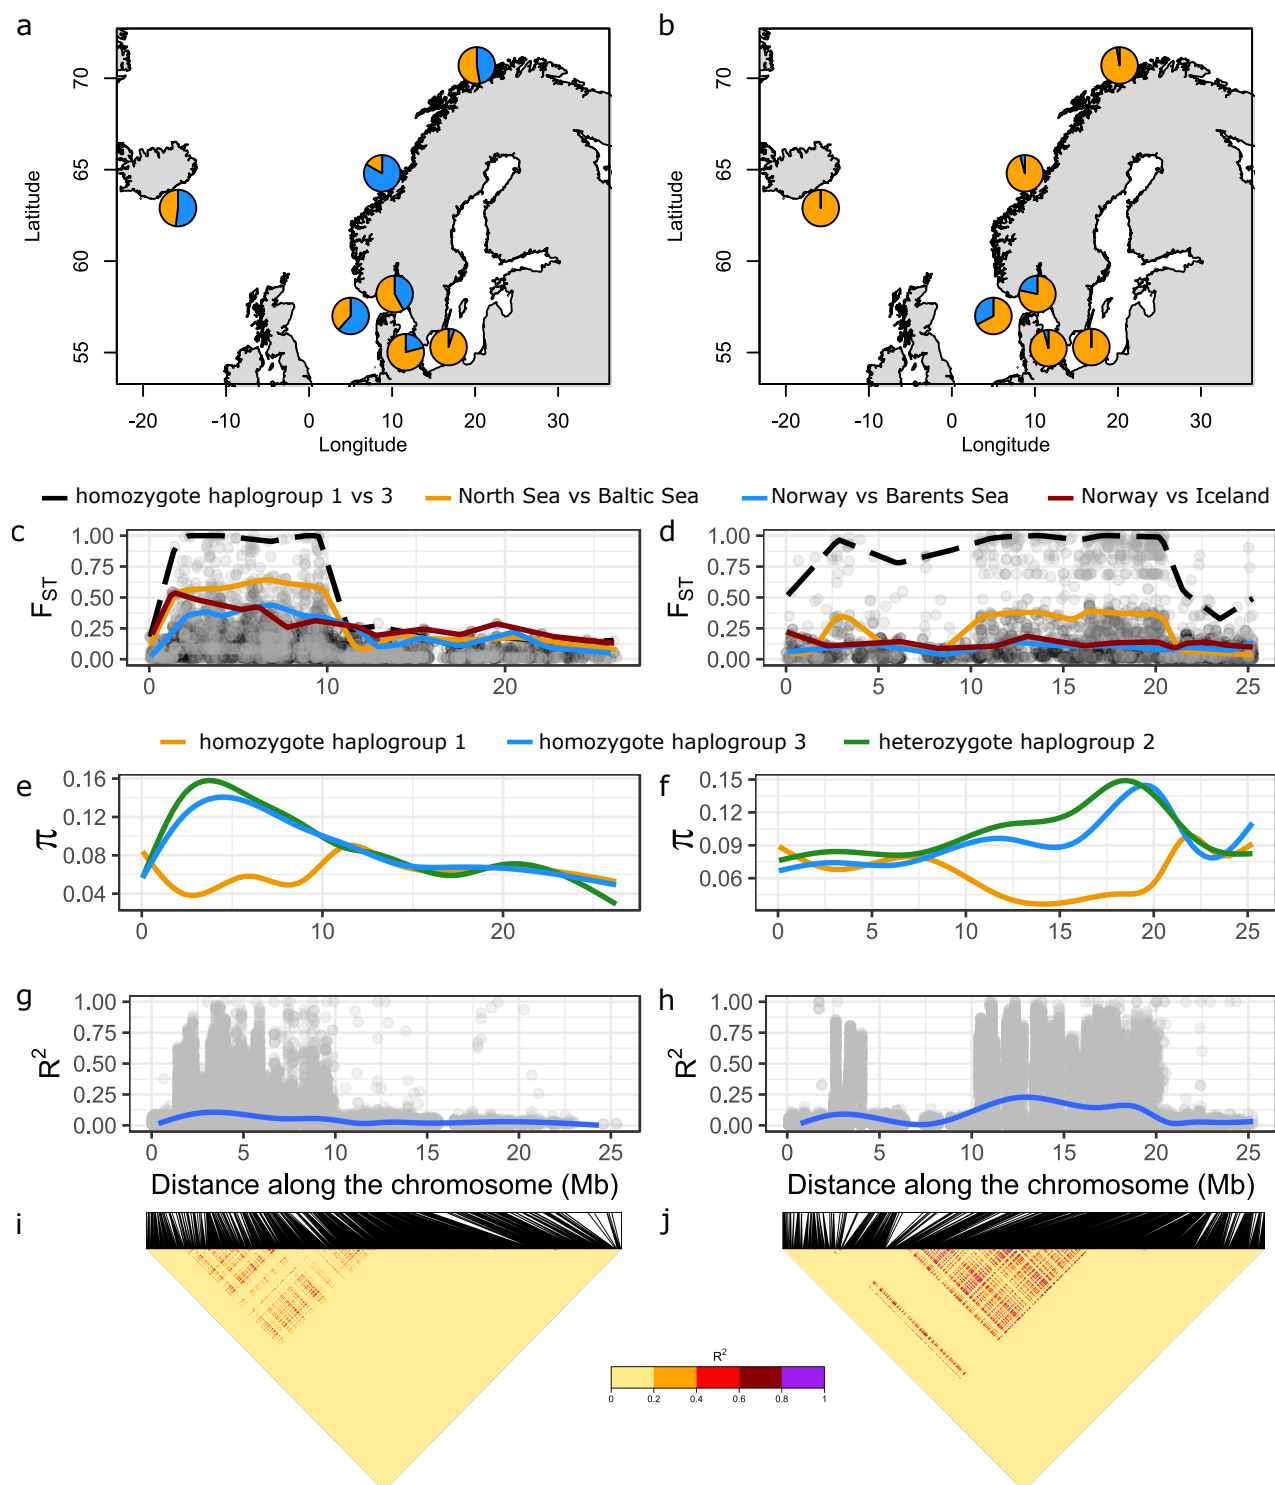 a
b
70
65
60
55
Latitude
-20
-10
0
10
20
30
Longitude
70
65
60
55
Latitude
-20
-10
0
10
20
30
Longitude
homozygote haplogroup 1 vs 3
North Sea vs Baltic Sea
Norway vs Barents Sea
Norway vs Iceland
c
1.00
0.75
0.50
0.25
0.00
FST
0
10
20
d
1.00
0.75
0.50
0.25
0.00
FST
0
5
10
15
20
25
homozygote haplogroup 1
homozygote haplogroup 3
heterozygote haplogroup 2
e
0.16
0.12
0.08
0.04
π
0
10
20
f
0.15
0.12
0.09
0.06
π
0
5
10
15
20
25
g
1.00
0.75
0.50
0.25
0.00
R²
0
5
10
15
20
25
Distance along the chromosome (Mb)
h
1.00
0.75
0.50
0.25
0.00
R²
0
5
10
15
20
25
Distance along the chromosome (Mb)
i
j
R²
0
0.2
0.4
0.6
0.8
1